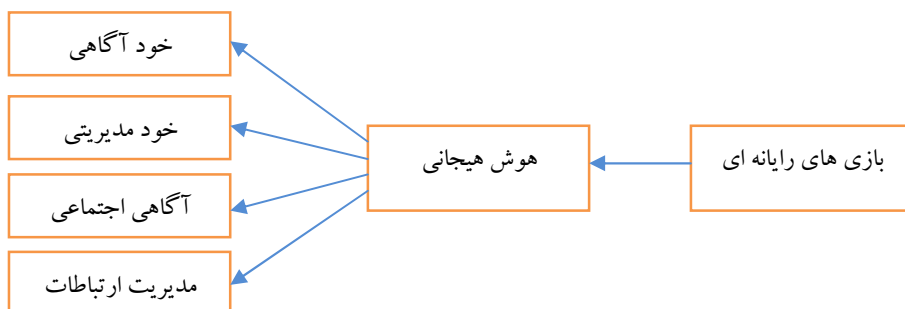 بازی های رایانه ای
هوش هیجانی
خود آگاهی
خود مدیریتی
آگاهی اجتماعی
مدیریت ارتباطات